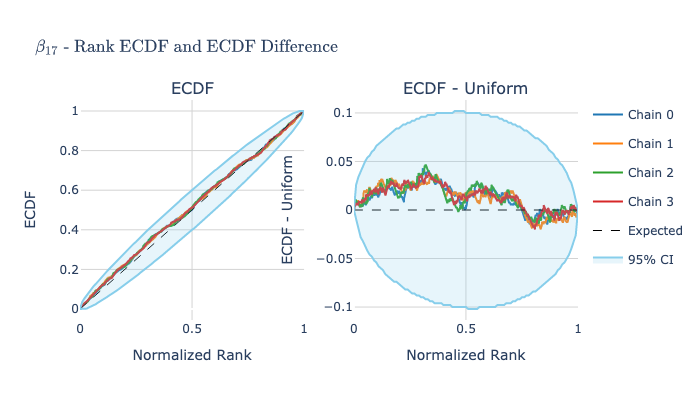 β₁₇ - Rank ECDF and ECDF Difference
ECDF
ECDF - Uniform
1
0.8
0.6
0.4
0.2
0
0
0.5
1
ECDF
Normalized Rank
0.1
0.05
0
−0.05
−0.1
0
0.5
1
ECDF - Uniform
Normalized Rank
Chain 0
Chain 1
Chain 2
Chain 3
Expected
95% CI